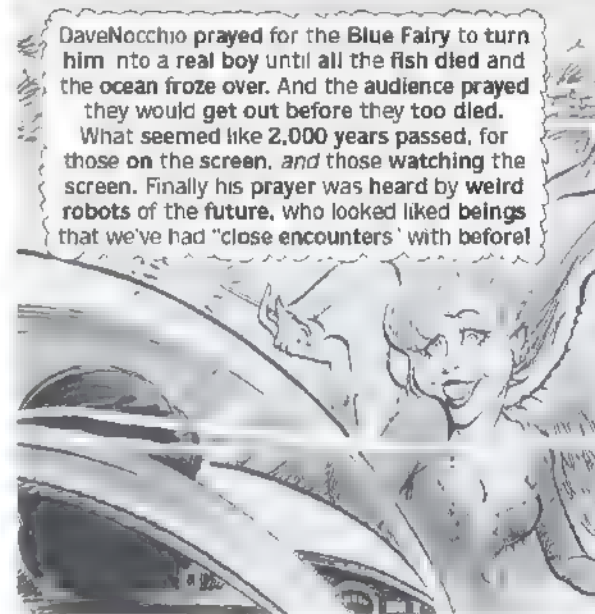 DaveNocchio prayed for the Blue Fairy to turn
him nto a real boy until all the fish died and
the ocean froze over. And the audience prayed
they would get out before they too died.
What seemed like 2,000 years passed, for
those on the screen, and those watching the
screen. Finally his prayer was heard by weird
robots of the future, who looked liked beings
that we've had "close encounters' with before!